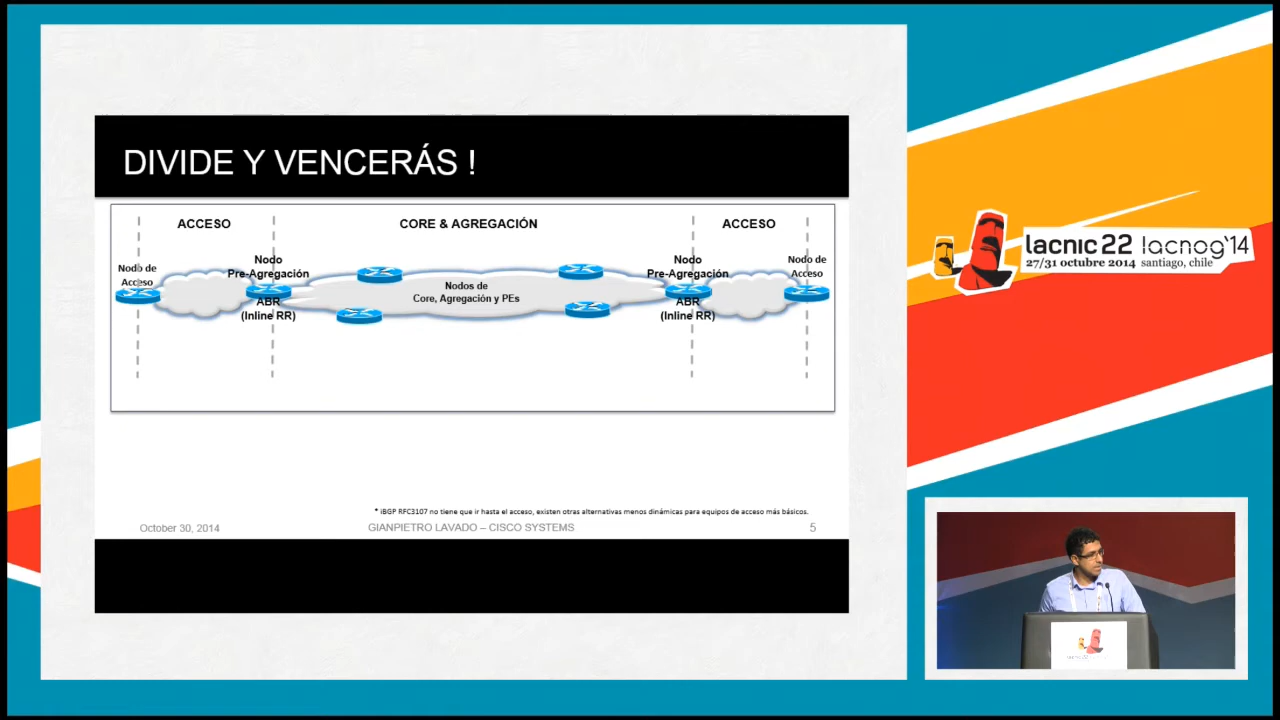 DIVIDE Y VENCERÁS !
ACCESO
CORE & AGREGACIÓN
ACCESO
Nodo de
Acceso
Nodo
Pre-Agregación
ABR
(Inline RR)
Nodos de
Core, Agregación y PEs
Nodo
Pre-Agregación
ABR
(Inline RR)
Nodo de
Acceso
* iBGP RFC3107 no tiene que ir hasta el acceso, existen otras alternativas menos dinámicas para equipos de acceso más básicos.
October 30, 2014
GIANPIETRO LAVADO – CISCO SYSTEMS
5
lacnic 22 lacnog'14
27/31 octubre 2014 santiago, chile